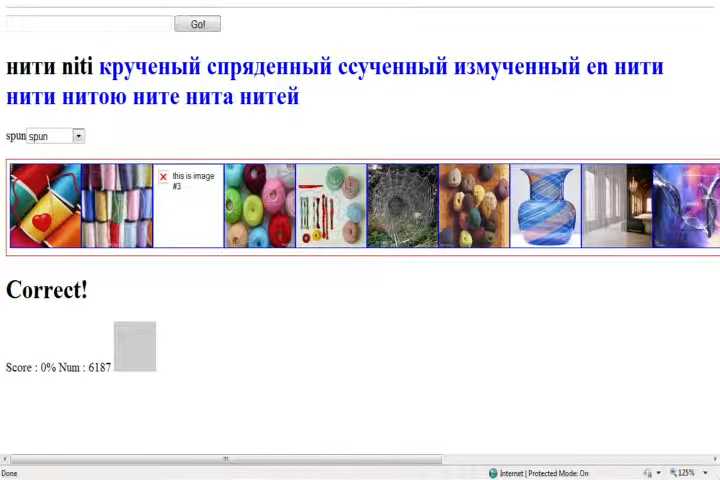 Go!
нити niti крученый спряденный ссученный измученный en нити
нити нитою ните нита нитей
spun spun
this is image
#3
Correct!
Score : 0% Num : 6187
Done
Internet | Protected Mode: On
125%